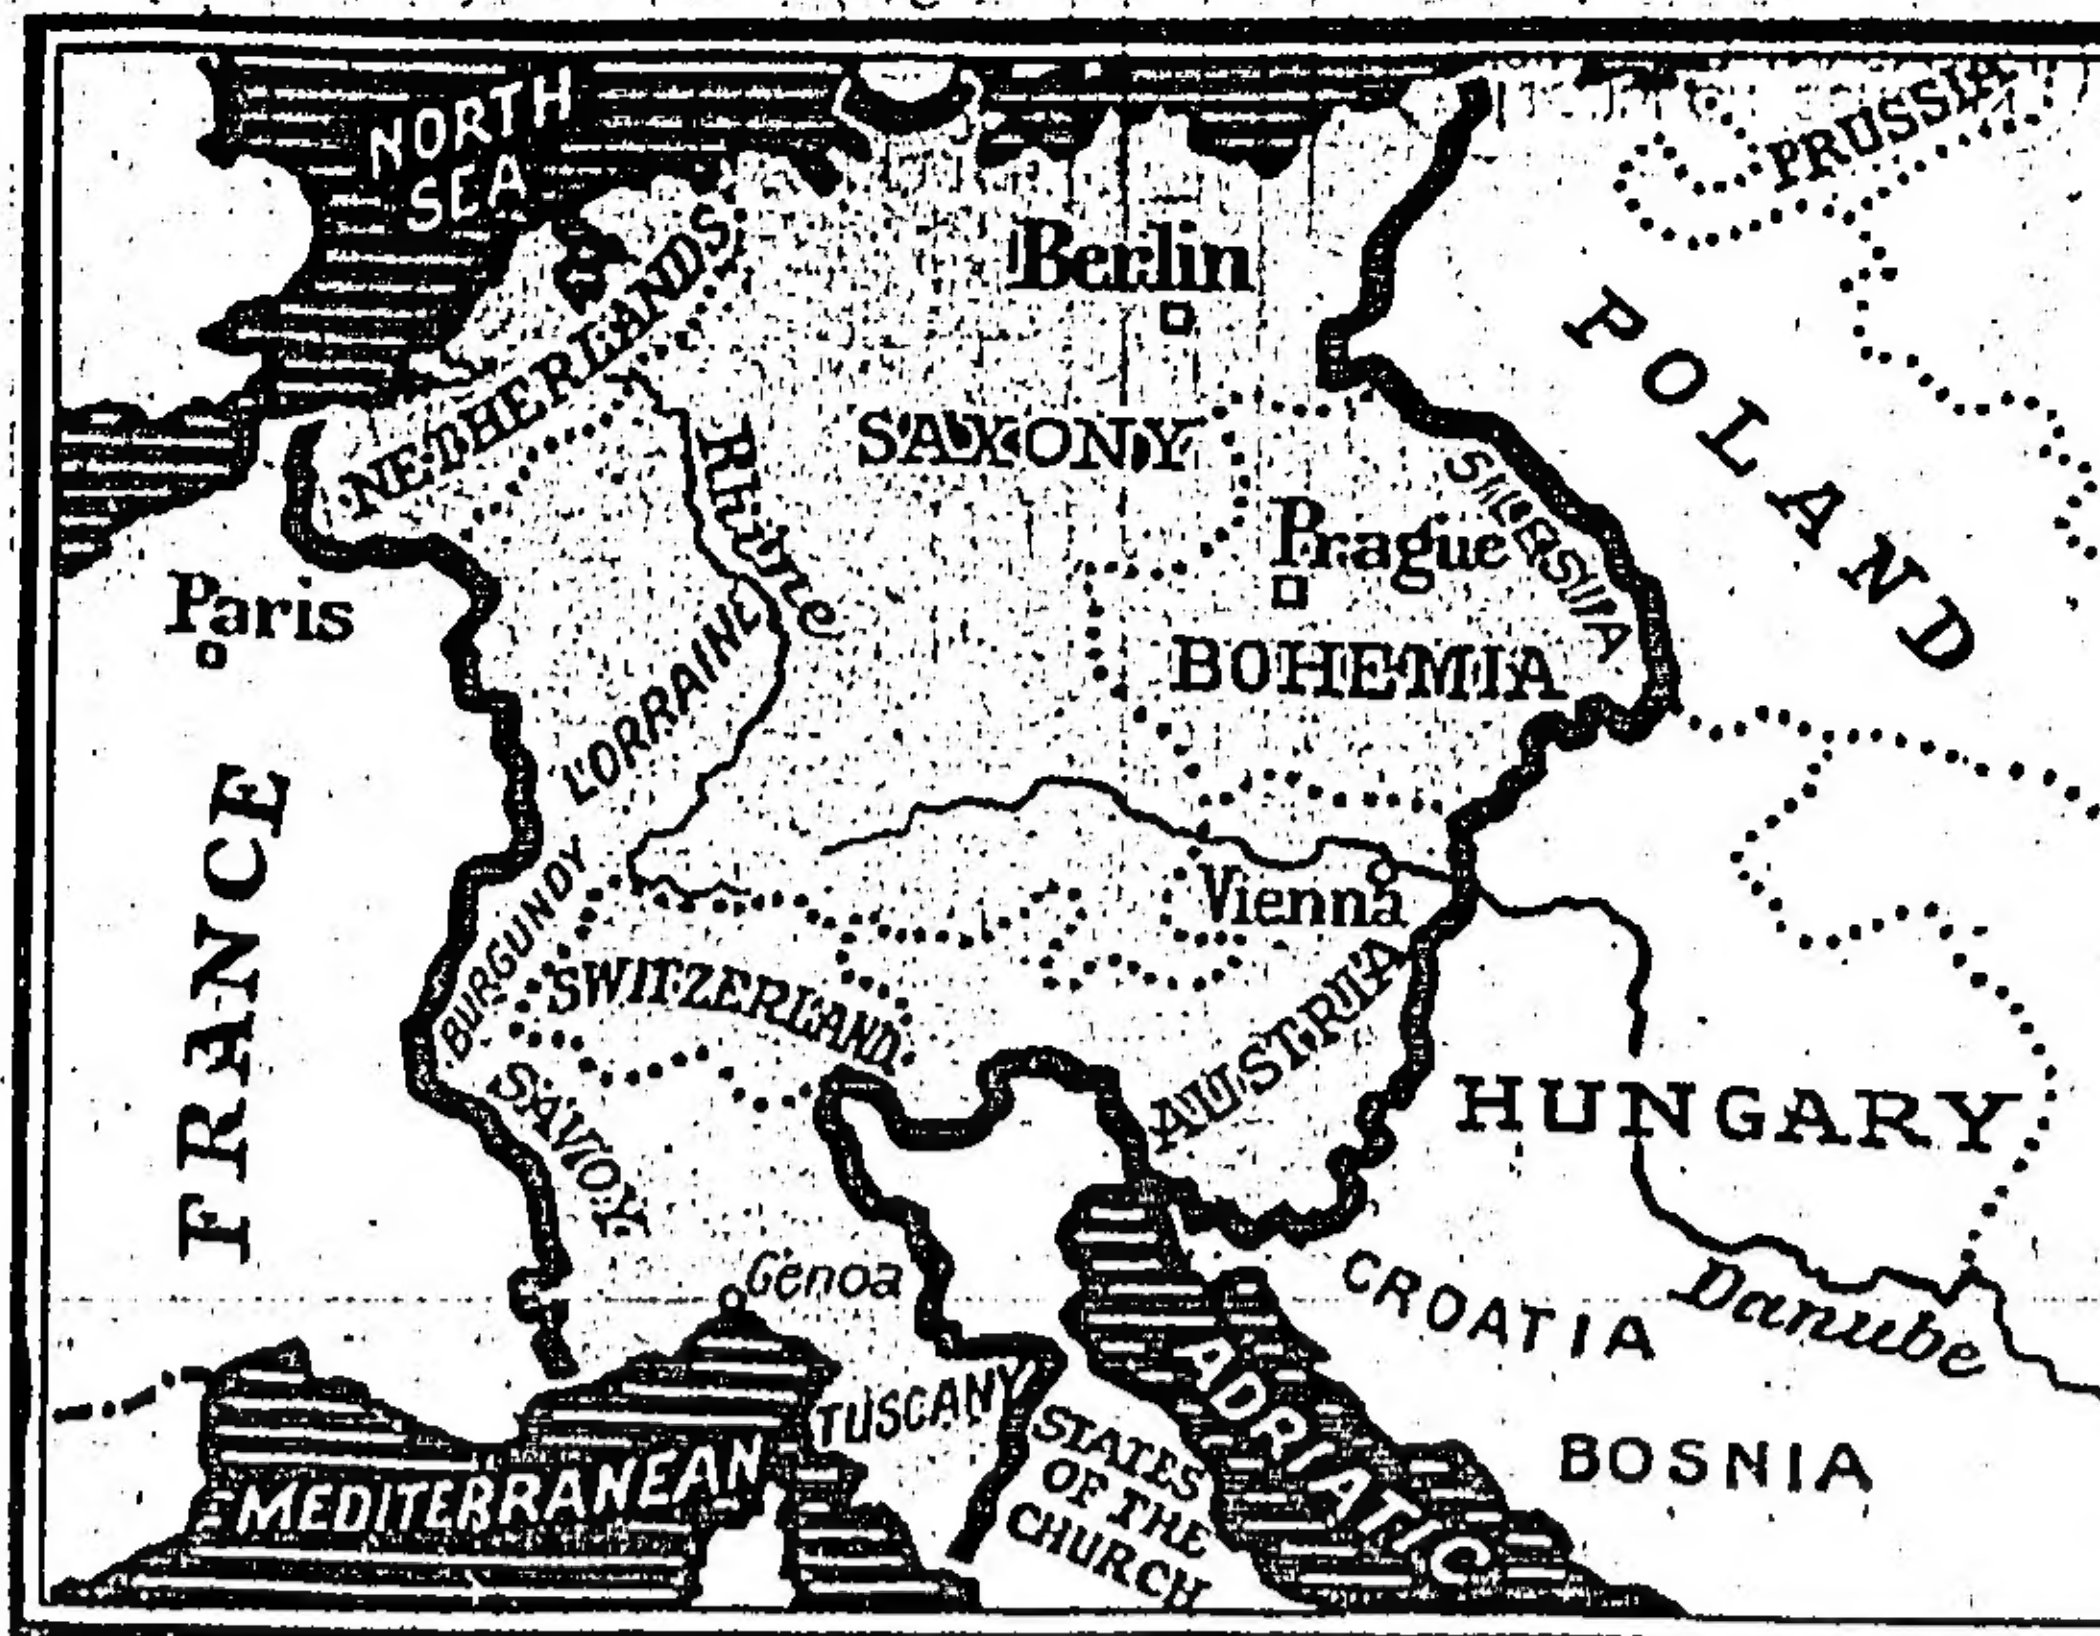 NORTH
SEA
PRUSSIA
Berlin
NETHERLANDS
POLAND
SAXONY
Rhine
SILESIA
Prague
Paris
BOHEMIA
LORRAINE
FRANCE
BURGUNDY
Vienna
SWITZERLAND
AUSTRIA
SAVOY
HUNGARY
Genoa
CROATIA
Danube
TUSCANY
ADRIATIC
STATES
OF THE
CHURCH
BOSNIA
MEDITERRANEAN